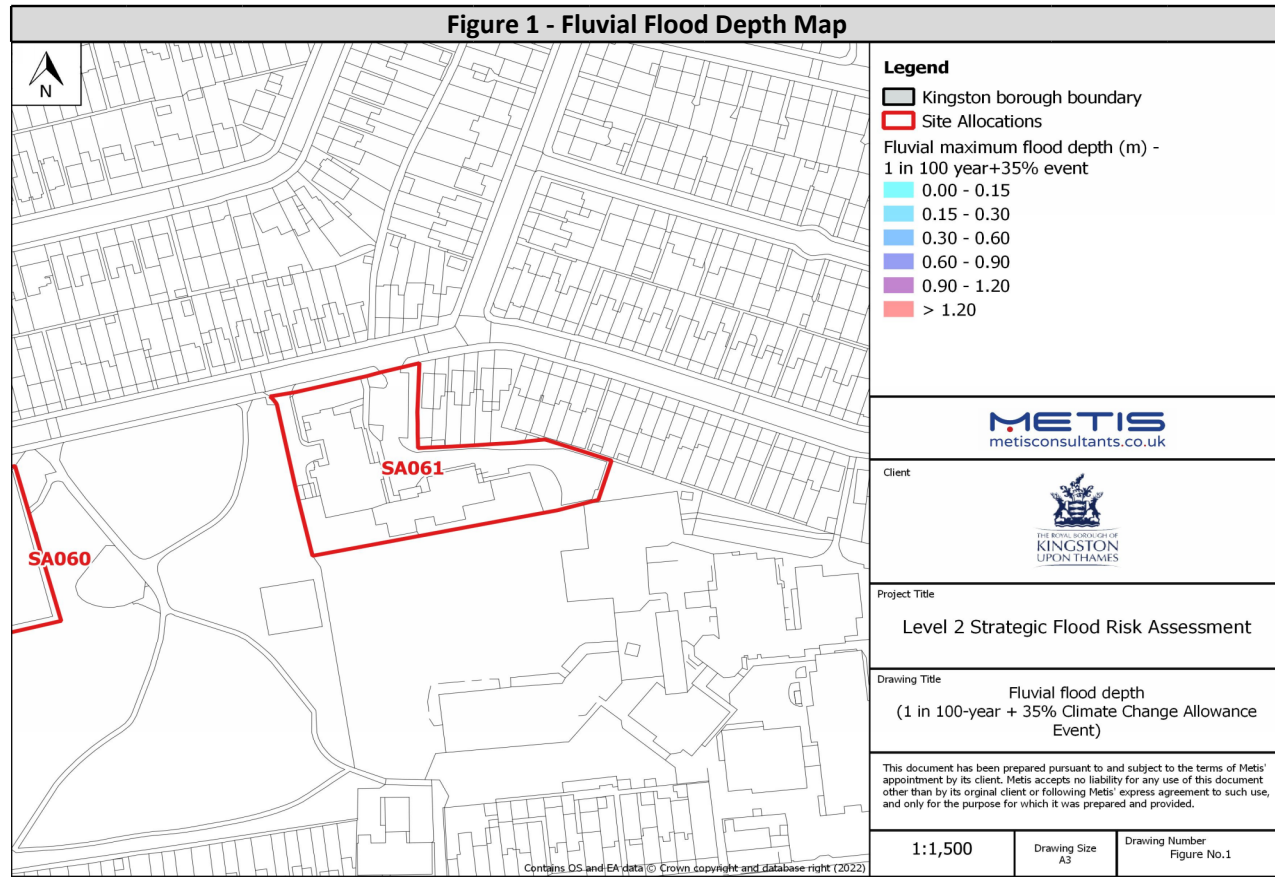 Figure 1 - Fluvial Flood Depth Map
N
SA061
SA060
Contains OS and EA data © Crown copyright and database right (2022)
Legend
Kingston borough boundary
Site Allocations
Fluvial maximum flood depth (m) -
1 in 100 year+35% event
0.00 - 0.15
0.15 - 0.30
0.30 - 0.60
0.60 - 0.90
0.90 - 1.20
> 1.20
METIS
metisconsultants.co.uk
Client
THE ROYAL BOROUGH OF
KINGSTON
UPON THAMES
Project Title
Level 2 Strategic Flood Risk Assessment
Drawing Title
Fluvial flood depth
(1 in 100-year + 35% Climate Change Allowance
Event)
This document has been prepared pursuant to and subject to the terms of Metis'
appointment by its client. Metis accepts no liability for any use of this document
other than by its orginal client or following Metis' express agreement to such use,
and only for the purpose for which it was prepared and provided.
1:1,500
Drawing Size
A3
Drawing Number
Figure No.1